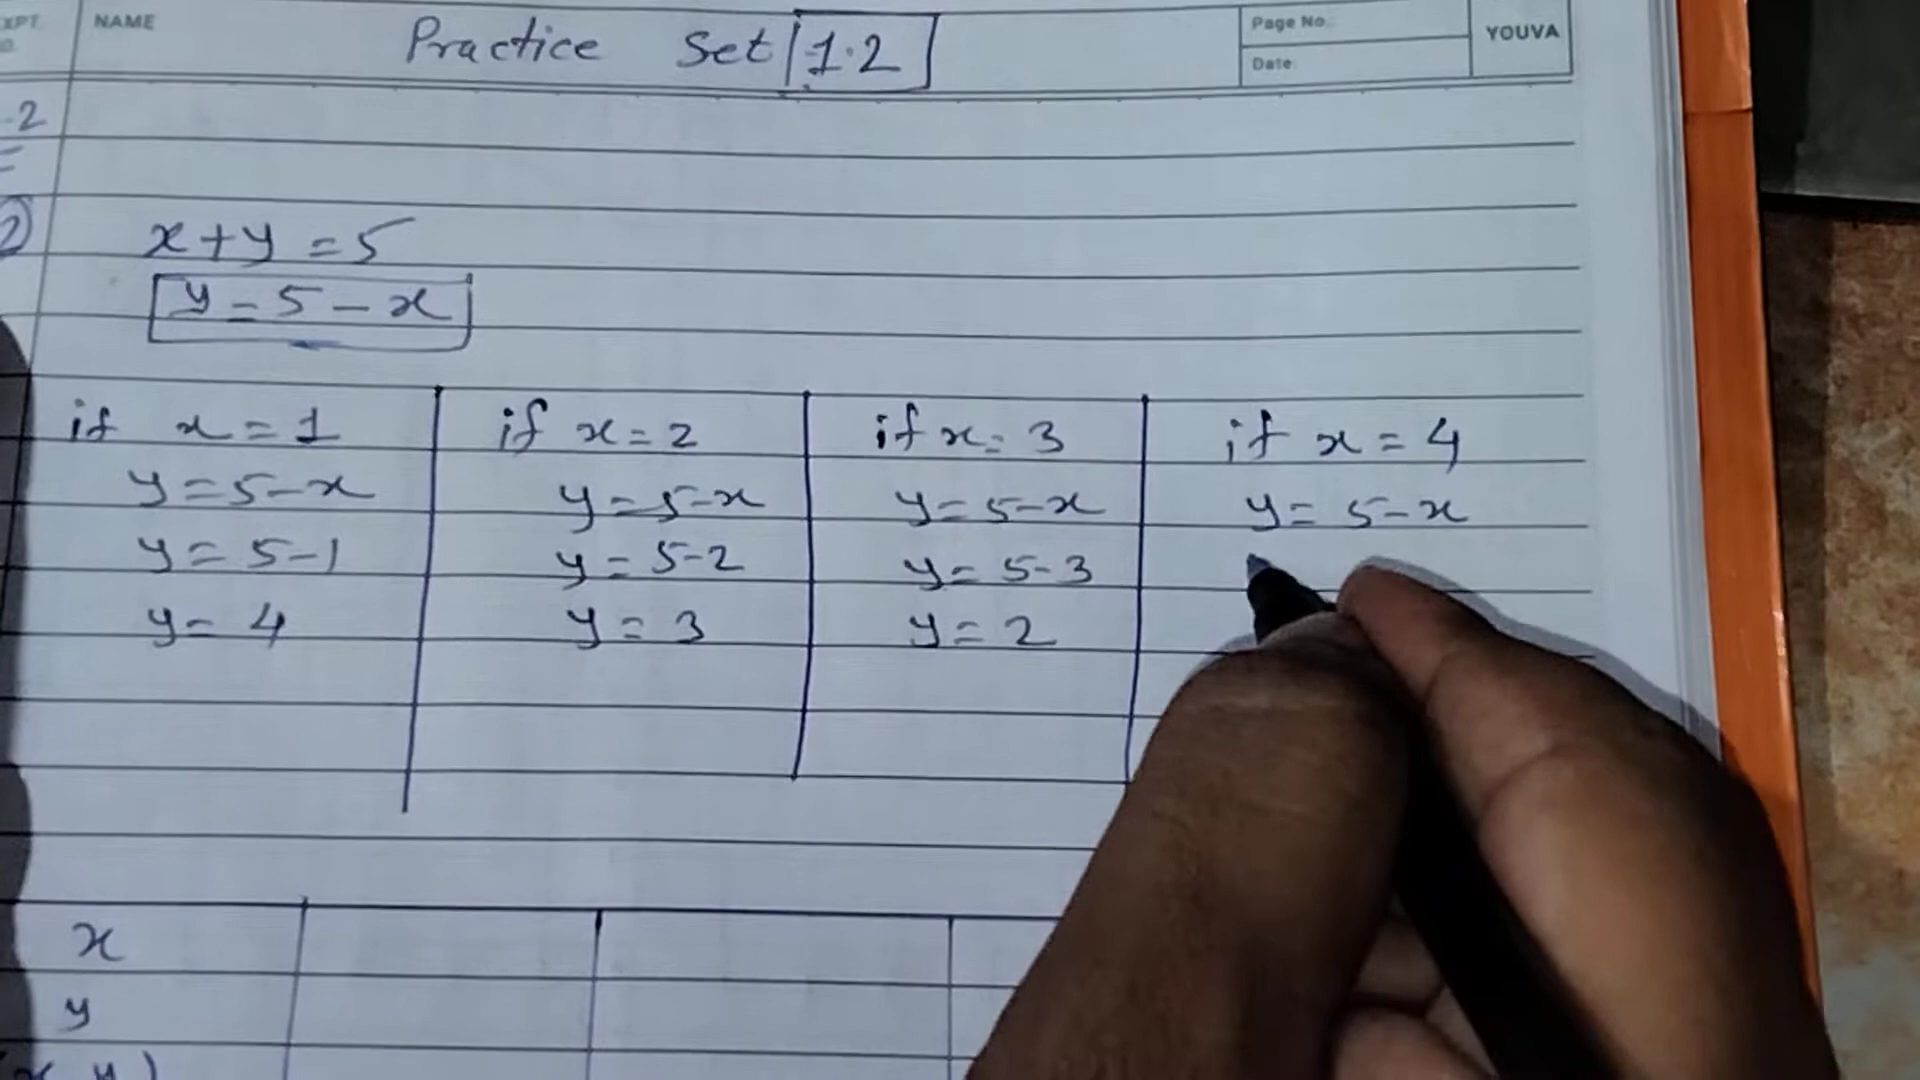 EXPT. NAME Practice Set 1.2 Page No. YOUVA
Date:
x+y=5
y=5-x
if x=1 if x=2 if x=3 if x=4
y=5-x y=5-x y=5-x y=5-x
y=5-1 y=5-2 y=5-3
y=4 y=3 y=2
x
y